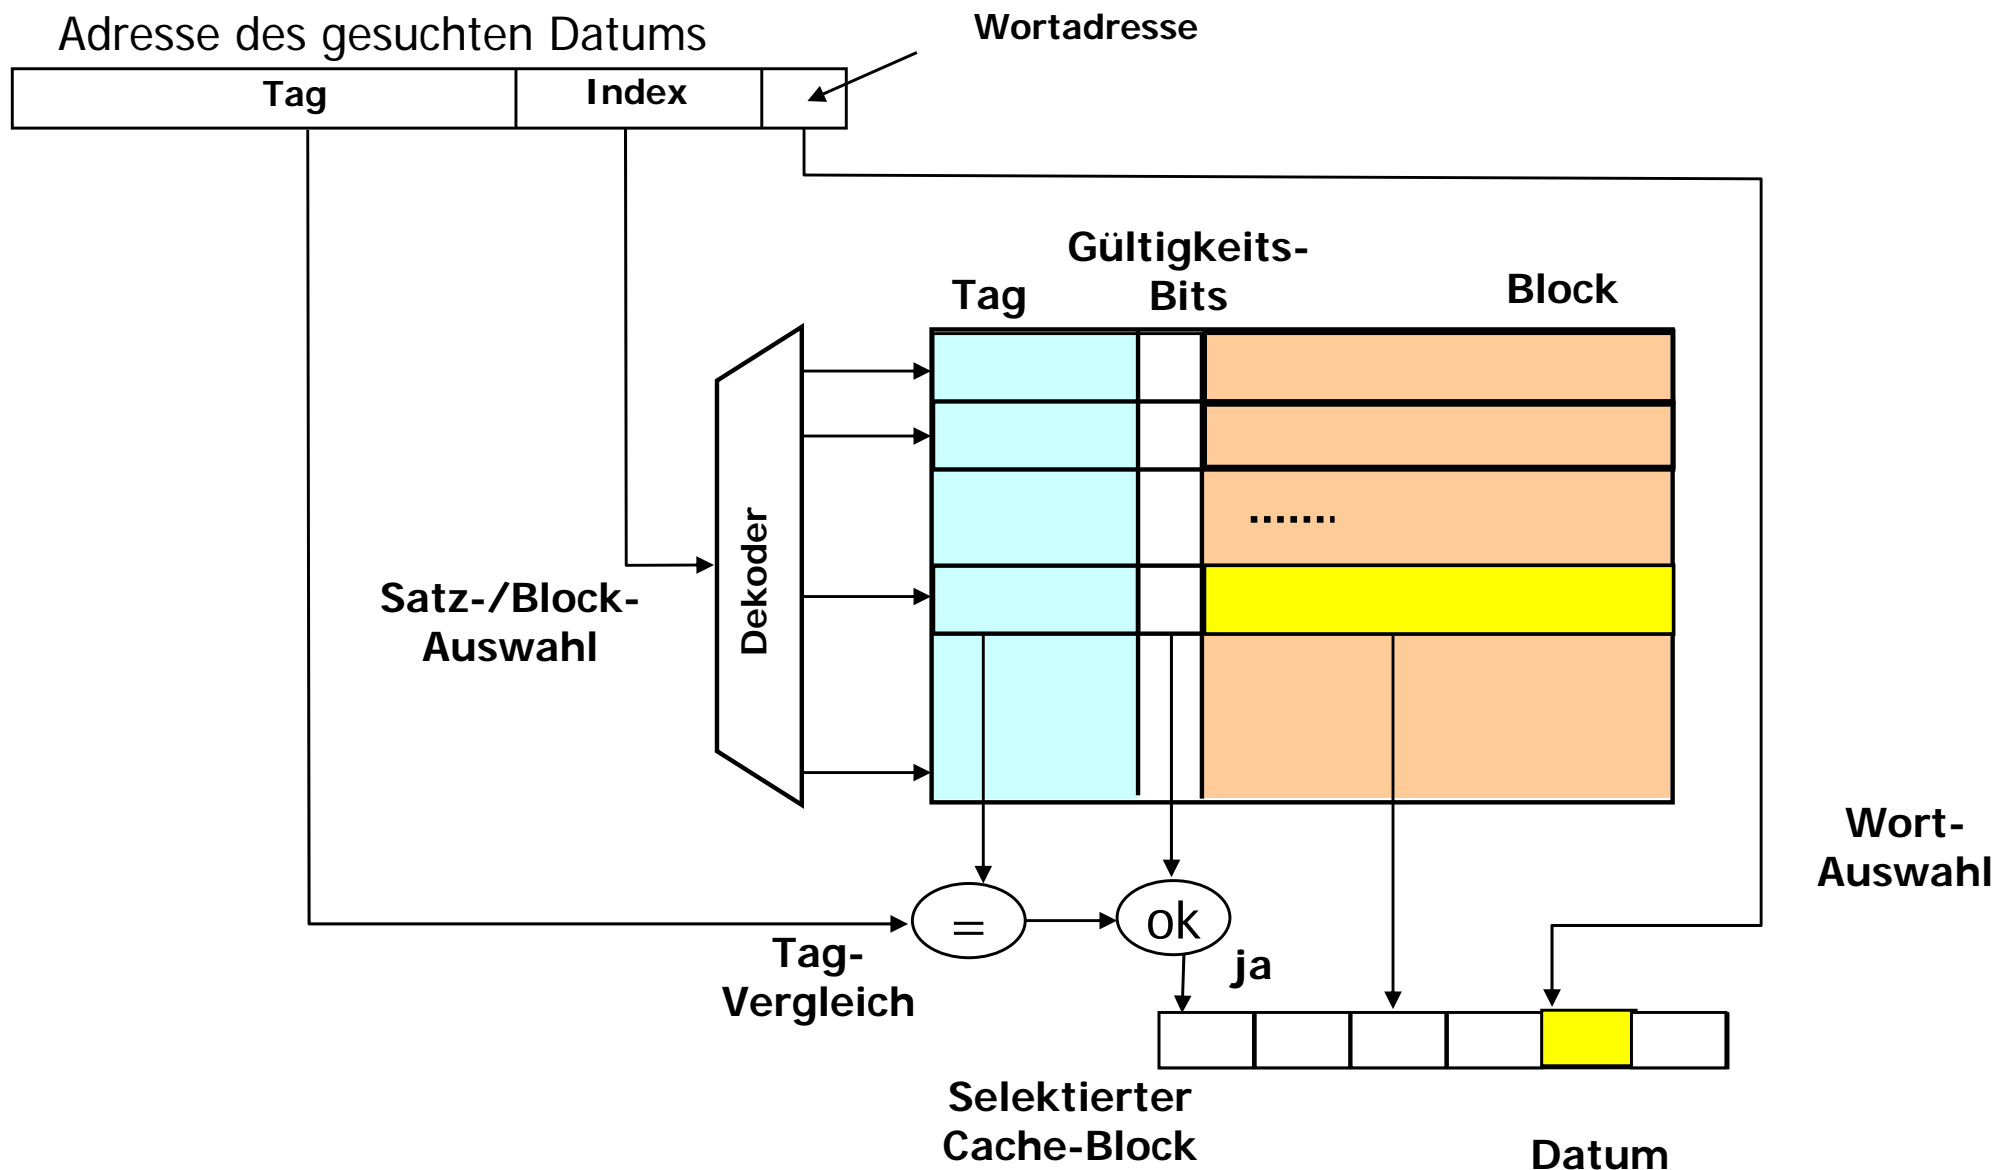 Adresse des gesuchten Datums
Wortadresse
Tag
Index
Gültigkeits-
Bits
Tag
Block
.......
Dekoder
Satz-/Block-
Auswahl
Wort-
Auswahl
=
ok
ja
Tag-
Vergleich
Selektierter
Cache-Block
Datum